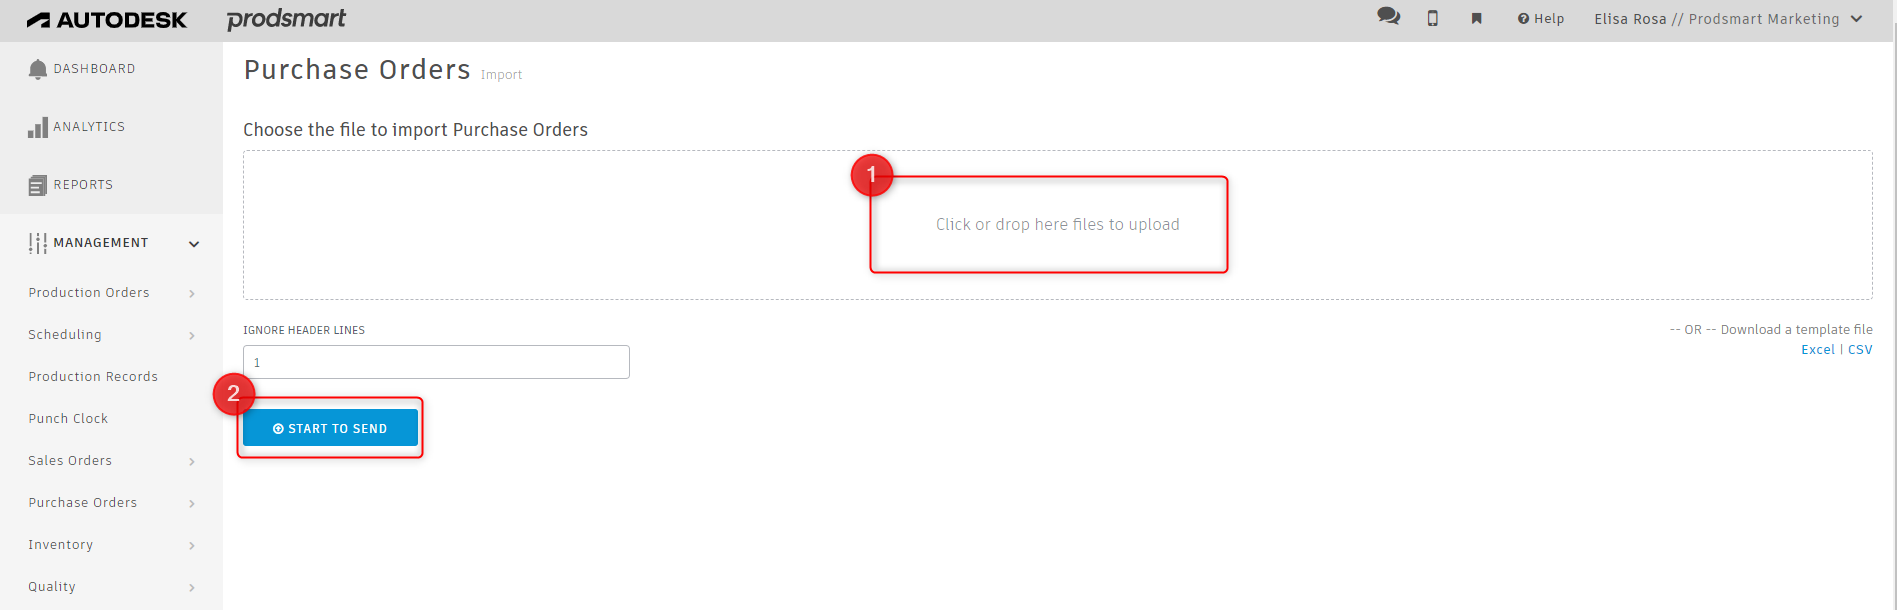 AUTODESK prodsmart
Help Elisa Rosa // Prodsmart Marketing
DASHBOARD
ANALYTICS
REPORTS
MANAGEMENT
Production Orders
Scheduling
Production Records
Punch Clock
Sales Orders
Purchase Orders
Inventory
Quality
Purchase Orders Import
Choose the file to import Purchase Orders
1
Click or drop here files to upload
IGNORE HEADER LINES
1
-- OR -- Download a template file
Excel | CSV
2
START TO SEND